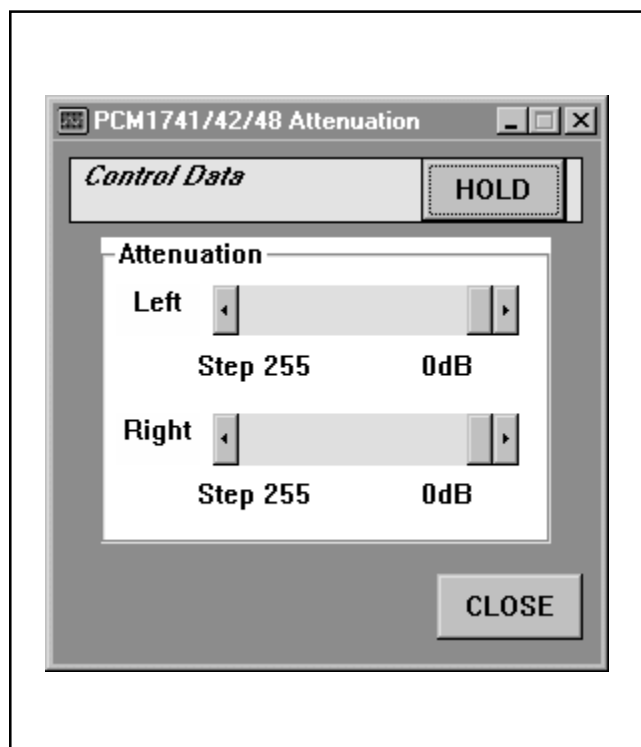 PCM1741/42/48 Attenuation
Control Data
HOLD
Attenuation
Left
Step 255 0dB
Right
Step 255 0dB
CLOSE